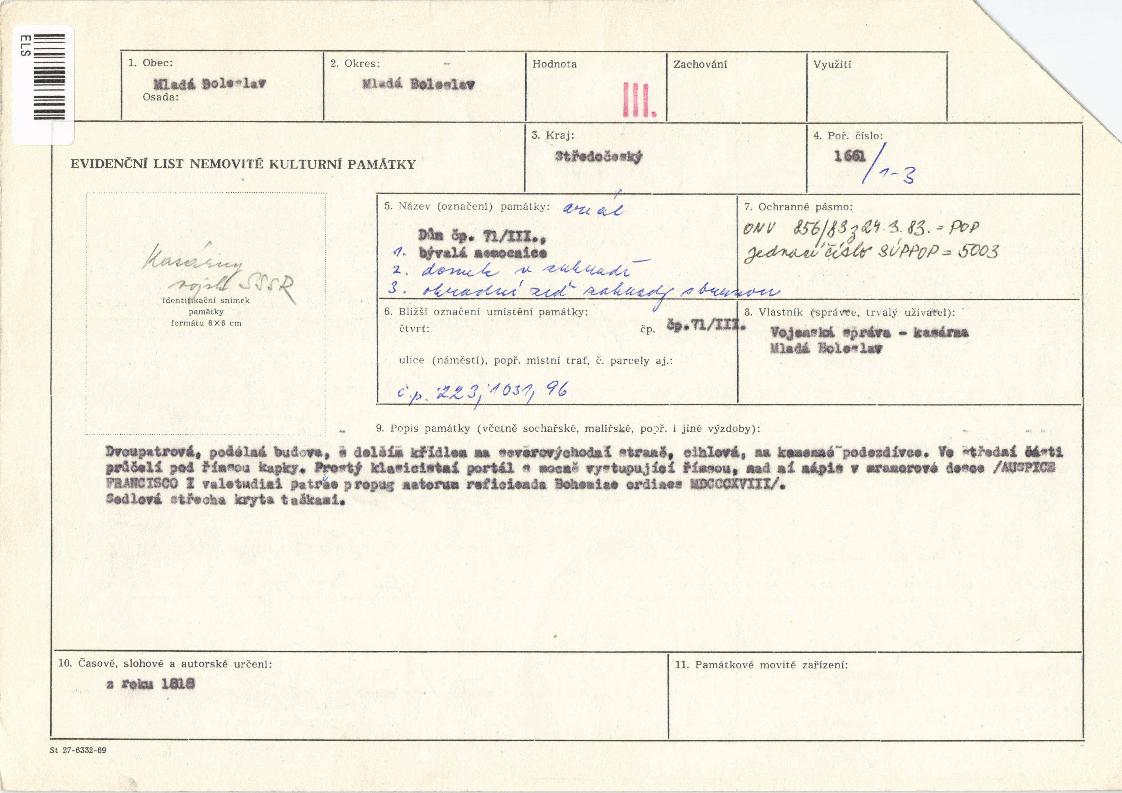 ELS
1. Obec:
Mladá Boleslav
Osada:
2. Okres:
Mladá Boleslav
Hodnota
III.
Zachování
Využití
EVIDENČNÍ LIST NEMOVITÉ KULTURNÍ PAMÁTKY
3. Kraj:
Středočeský
4. Poř. číslo:
1661/1-3
Kasárny
vojsk SSSR
Identifikační snímek
památky
formátu 6×6 cm
5. Název (označení) památky: areál
Dům čp. 71/III.,
1. bývalá nemocnice
2. domek v zahradě
3. ohradní zeď zahrady s branou
7. Ochranné pásmo:
ONV 256/83 z 24.3.83. = POP
jednací číslo SÚPPOP = 5003
6. Bližší označení umístění památky:
čtvrť: čp. čp.71/III.
ulice (náměstí), popř. místní trať, č. parcely aj.:
č.p. 223, 1031, 96
8. Vlastník (správce, trvalý uživatel):
Vojenská správa - kasárna
Mladá Boleslav
9. Popis památky (včetně sochařské, malířské, popř. i jiné výzdoby):
Dvoupatrová, podélná budova, s delším křídlem na severovýchodní straně, cihlová, na kamenné podezdívce. Ve střední části
průčelí pod římsou kapky. Prostý klasicistní portál s mocně vystupující římsou, nad ní nápis v mramorové desce /AUSPICE
FRANCISCO I valetudini patrae propug natorum reficienda Bohemiae ordines MDCCCXVIII/.
Sedlová střecha kryta taškami.
10. Časové, slohové a autorské určení:
z roku 1818
11. Památkové movité zařízení:
St 27-6332-69